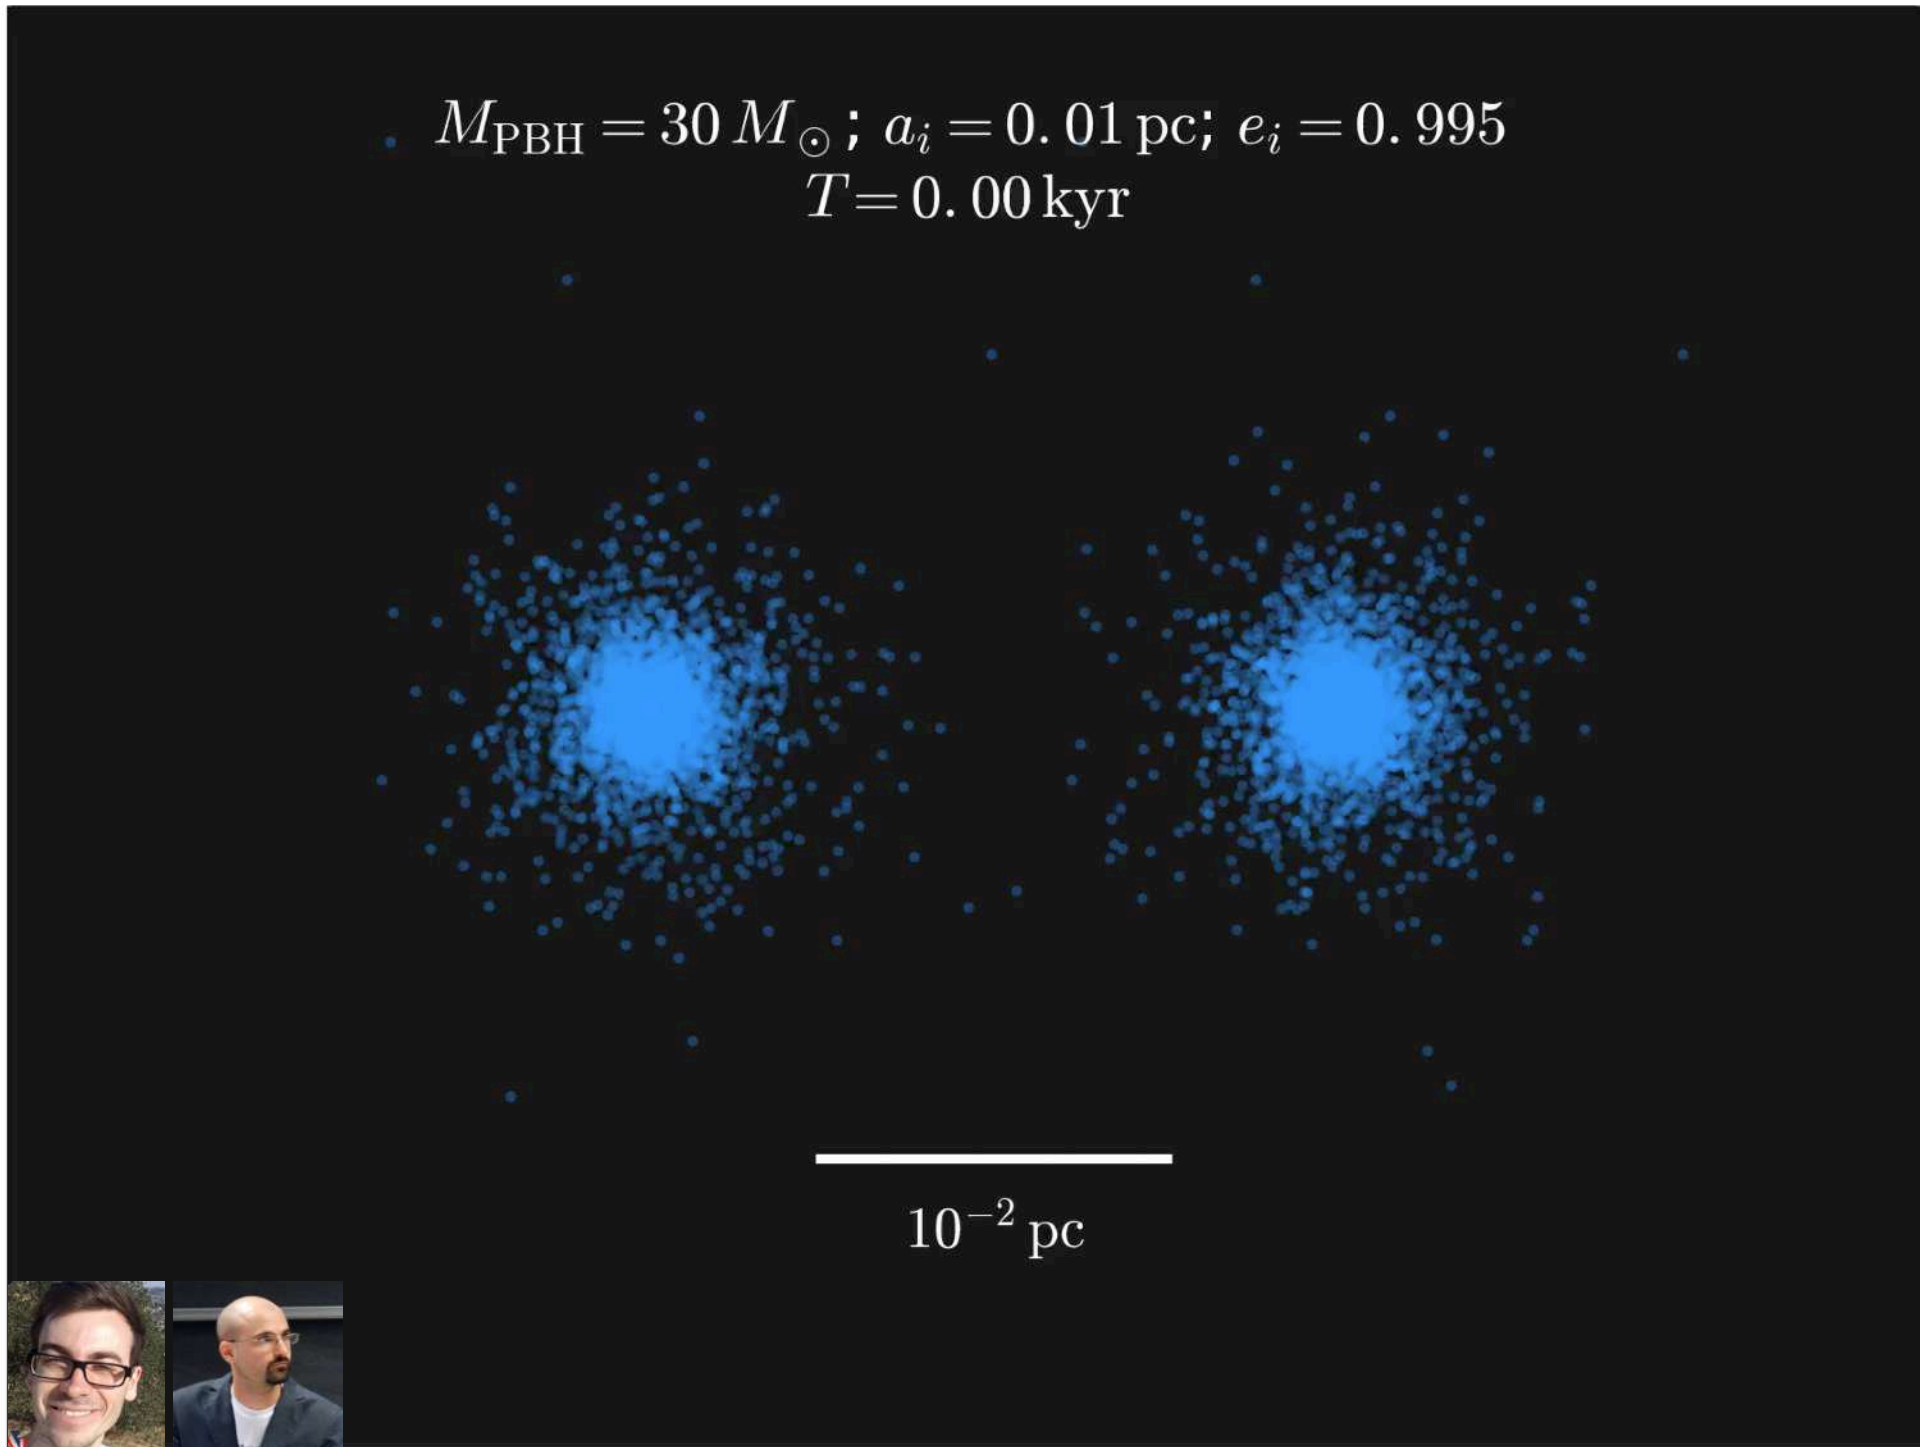 M_PBH = 30 M_⊙ ; a_i = 0.01 pc; e_i = 0.995
T = 0.00 kyr
10^−2 pc